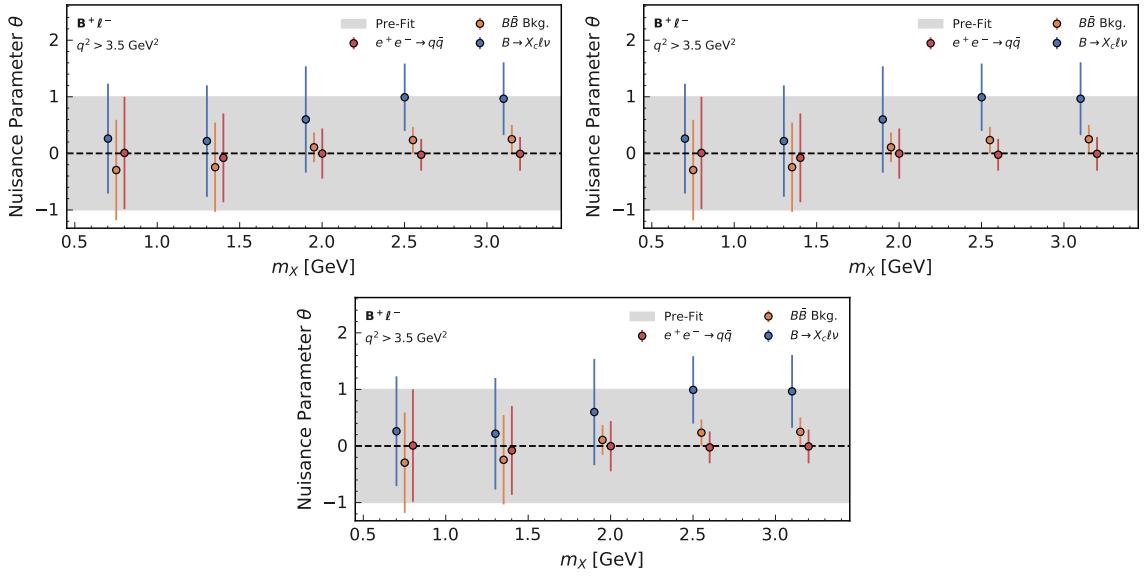 Nuisance Parameter θ
B⁺ℓ⁻
q² > 3.5 GeV²
Pre-Fit
e⁺e⁻ → qq̄
BB̄ Bkg.
B → X_cℓν
2
1
0
−1
0.5 1.0 1.5 2.0 2.5 3.0
m_X [GeV]
Nuisance Parameter θ
B⁺ℓ⁻
q² > 3.5 GeV²
Pre-Fit
e⁺e⁻ → qq̄
BB̄ Bkg.
B → X_cℓν
2
1
0
−1
0.5 1.0 1.5 2.0 2.5 3.0
m_X [GeV]
Nuisance Parameter θ
B⁺ℓ⁻
q² > 3.5 GeV²
Pre-Fit
e⁺e⁻ → qq̄
BB̄ Bkg.
B → X_cℓν
2
1
0
−1
0.5 1.0 1.5 2.0 2.5 3.0
m_X [GeV]